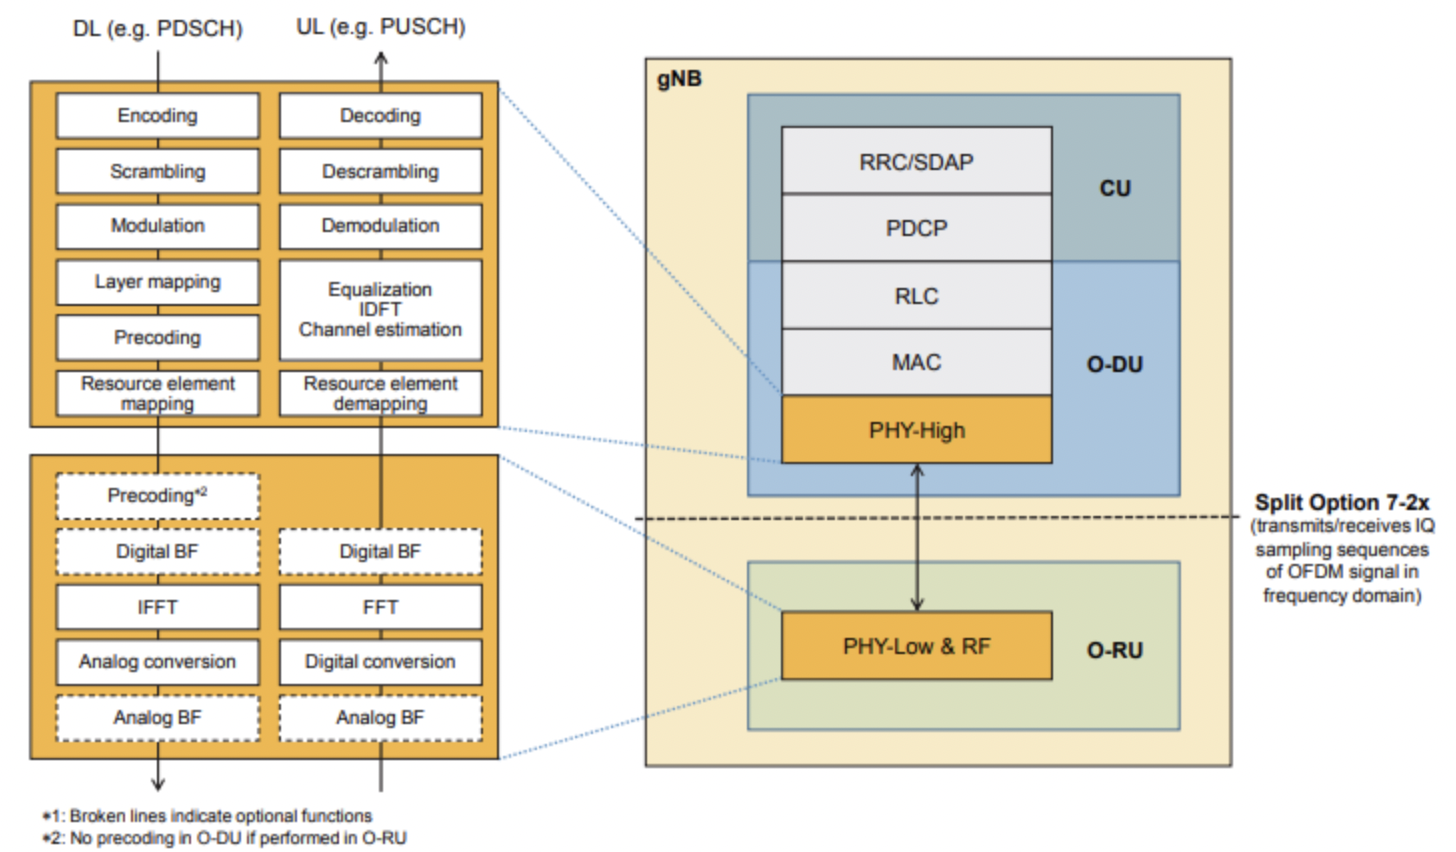 DL (e.g. PDSCH)
UL (e.g. PUSCH)
Encoding
Scrambling
Modulation
Layer mapping
Precoding
Resource element
mapping
Decoding
Descrambling
Demodulation
Equalization
IDFT
Channel estimation
Resource element
demapping
Precoding*2
Digital BF
IFFT
Analog conversion
Analog BF
Digital BF
FFT
Digital conversion
Analog BF
*1: Broken lines indicate optional functions
*2: No precoding in O-DU if performed in O-RU
gNB
RRC/SDAP
PDCP
CU
RLC
MAC
PHY-High
O-DU
PHY-Low & RF
O-RU
Split Option 7-2x
(transmits/receives IQ
sampling sequences
of OFDM signal in
frequency domain)